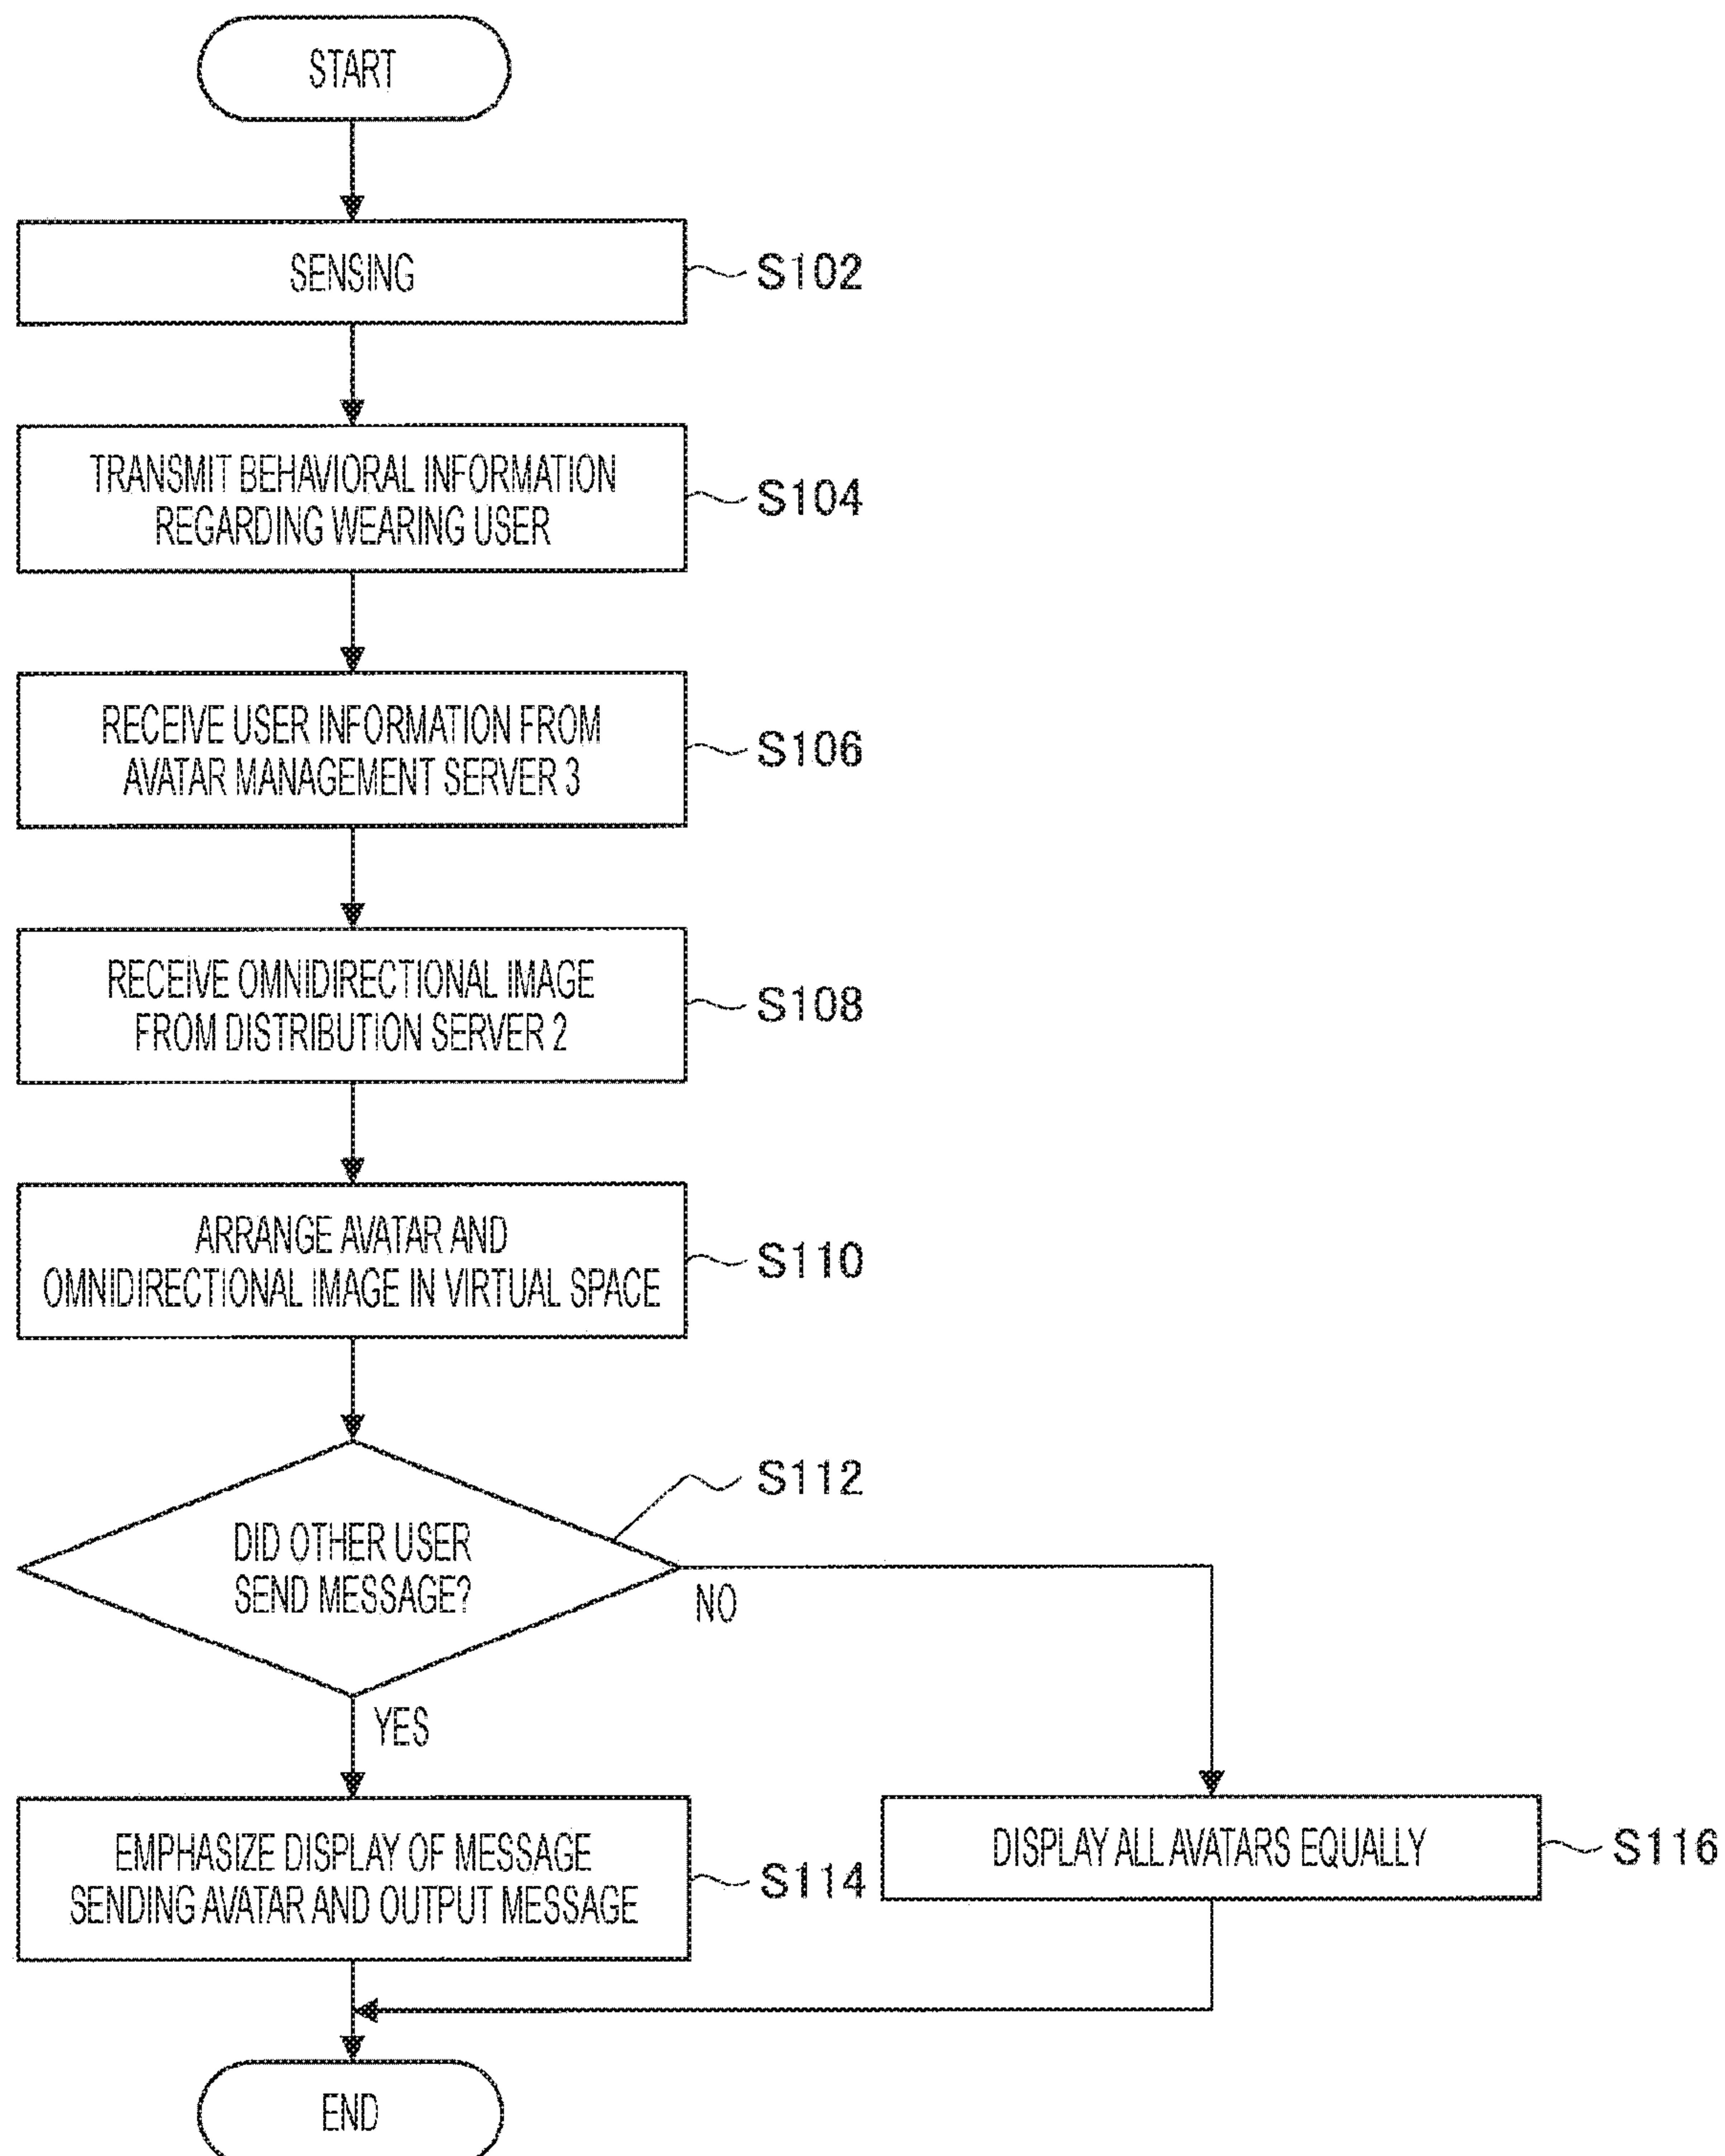 START
SENSING
S102
TRANSMIT BEHAVIORAL INFORMATION
REGARDING WEARING USER
S104
RECEIVE USER INFORMATION FROM
AVATAR MANAGEMENT SERVER 3
S106
RECEIVE OMNIDIRECTIONAL IMAGE
FROM DISTRIBUTION SERVER 2
S108
ARRANGE AVATAR AND
OMNIDIRECTIONAL IMAGE IN VIRTUAL SPACE
S110
S112
DID OTHER USER
SEND MESSAGE?
NO
YES
EMPHASIZE DISPLAY OF MESSAGE
SENDING AVATAR AND OUTPUT MESSAGE
S114
DISPLAY ALL AVATARS EQUALLY
S116
END